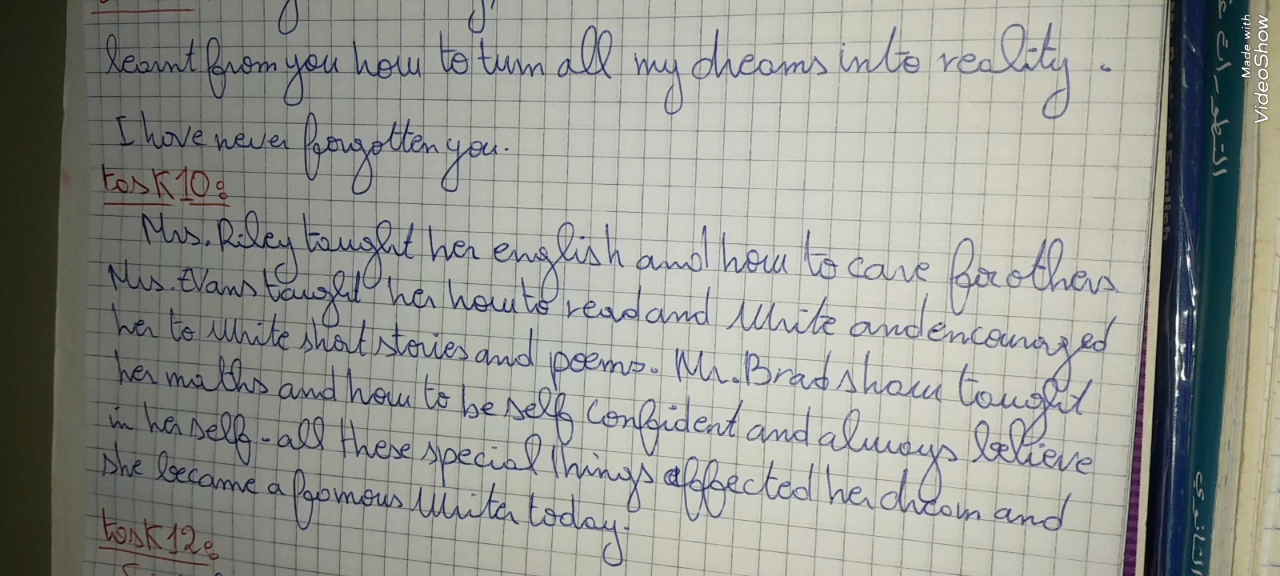 learnt from you how to turn all my dreams into reality.
I have never forgotten you.
task 10:
Mrs. Riley taught her english and how to care for others
Mrs. Evans taught her how to read and write and encouraged
her to write short stories and poems. Mr. Bradshaw taught
her maths and how to be self confident and always believe
in herself - all these special things affected her dream and
she became a famous writer today.
task 12:
Made with
VideoShow